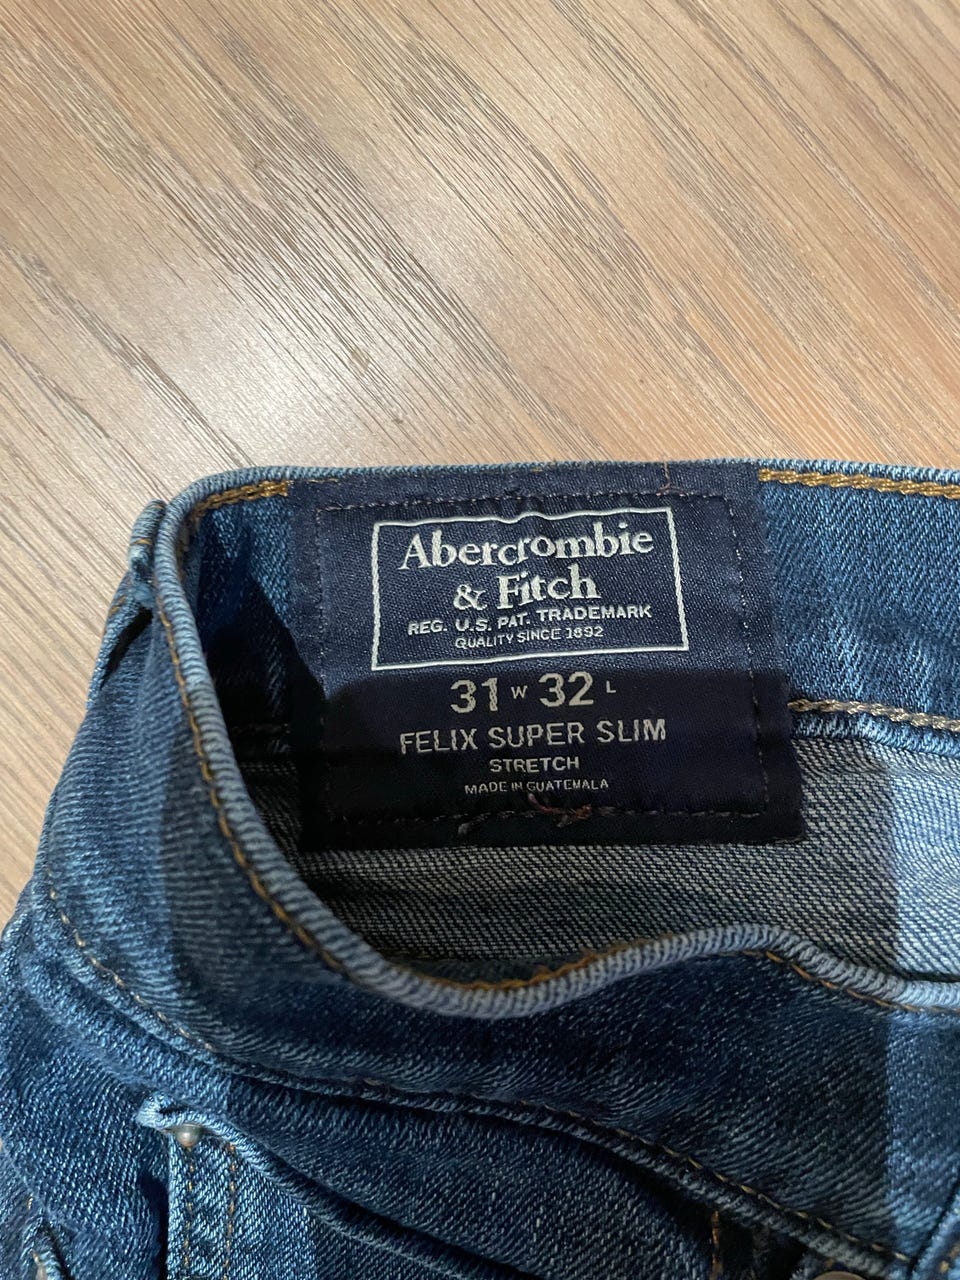 Abercrombie
& Fitch
REG. U.S. PAT. TRADEMARK
QUALITY SINCE 1892
31 W 32 L
FELIX SUPER SLIM
STRETCH
MADE IN GUATEMALA